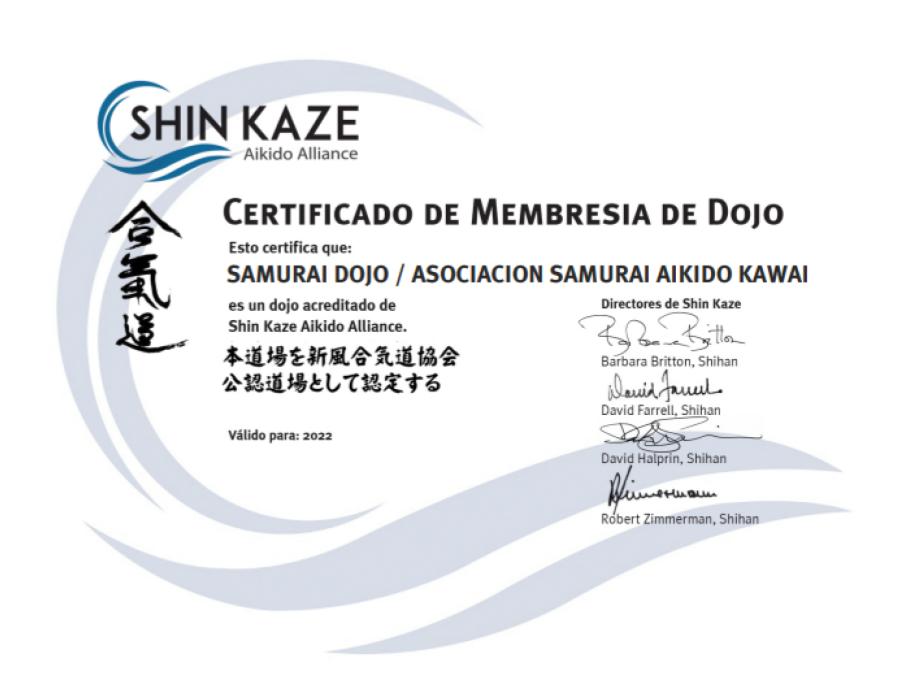 SHIN KAZE
Aikido Alliance
合氣道
CERTIFICADO DE MEMBRESIA DE DOJO
Esto certifica que:
SAMURAI DOJO / ASOCIACION SAMURAI AIKIDO KAWAI
es un dojo acreditado de
Shin Kaze Aikido Alliance.
本道場を新風合気道協会
公認道場として認定する
Válido para: 2022
Directores de Shin Kaze
Barbara Britton
Barbara Britton, Shihan
David Farrell
David Farrell, Shihan
David Halprin, Shihan
RZimmermann
Robert Zimmerman, Shihan